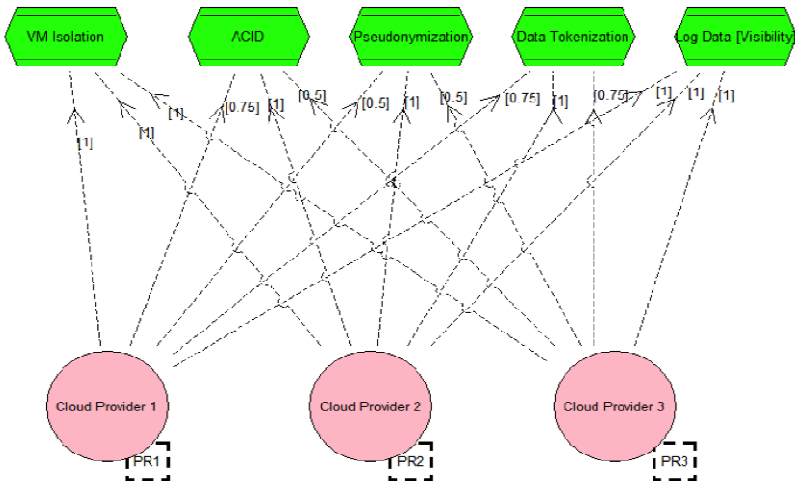 VM Isolation
ACID
Pseudonymization
Data Tokenization
Log Data [Visibility]
[1]
[1]
[1]
[0.75]
[1]
[0.5]
[0.5]
[1]
[0.5]
[0.75]
[1]
[0.75]
[1]
[1]
[1]
Cloud Provider 1
Cloud Provider 2
Cloud Provider 3
PR1
PR2
PR3